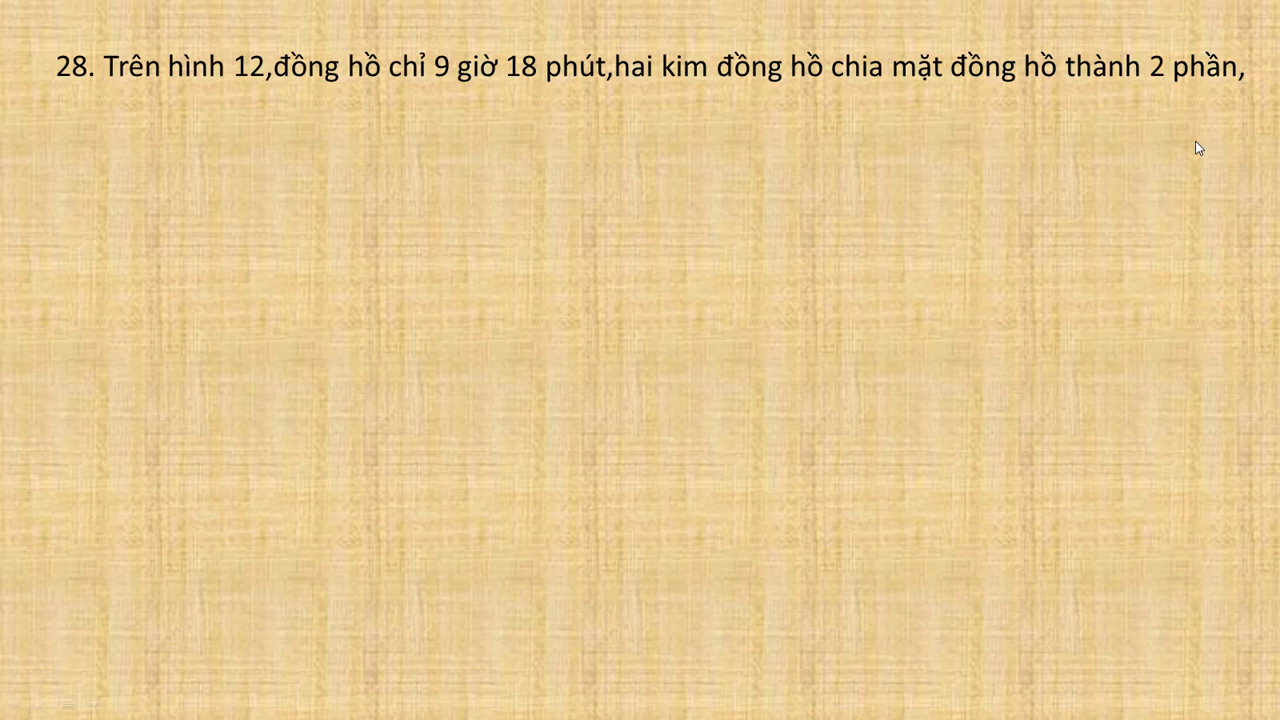 28. Trên hình 12,đồng hồ chỉ 9 giờ 18 phút,hai kim đồng hồ chia mặt đồng hồ thành 2 phần,